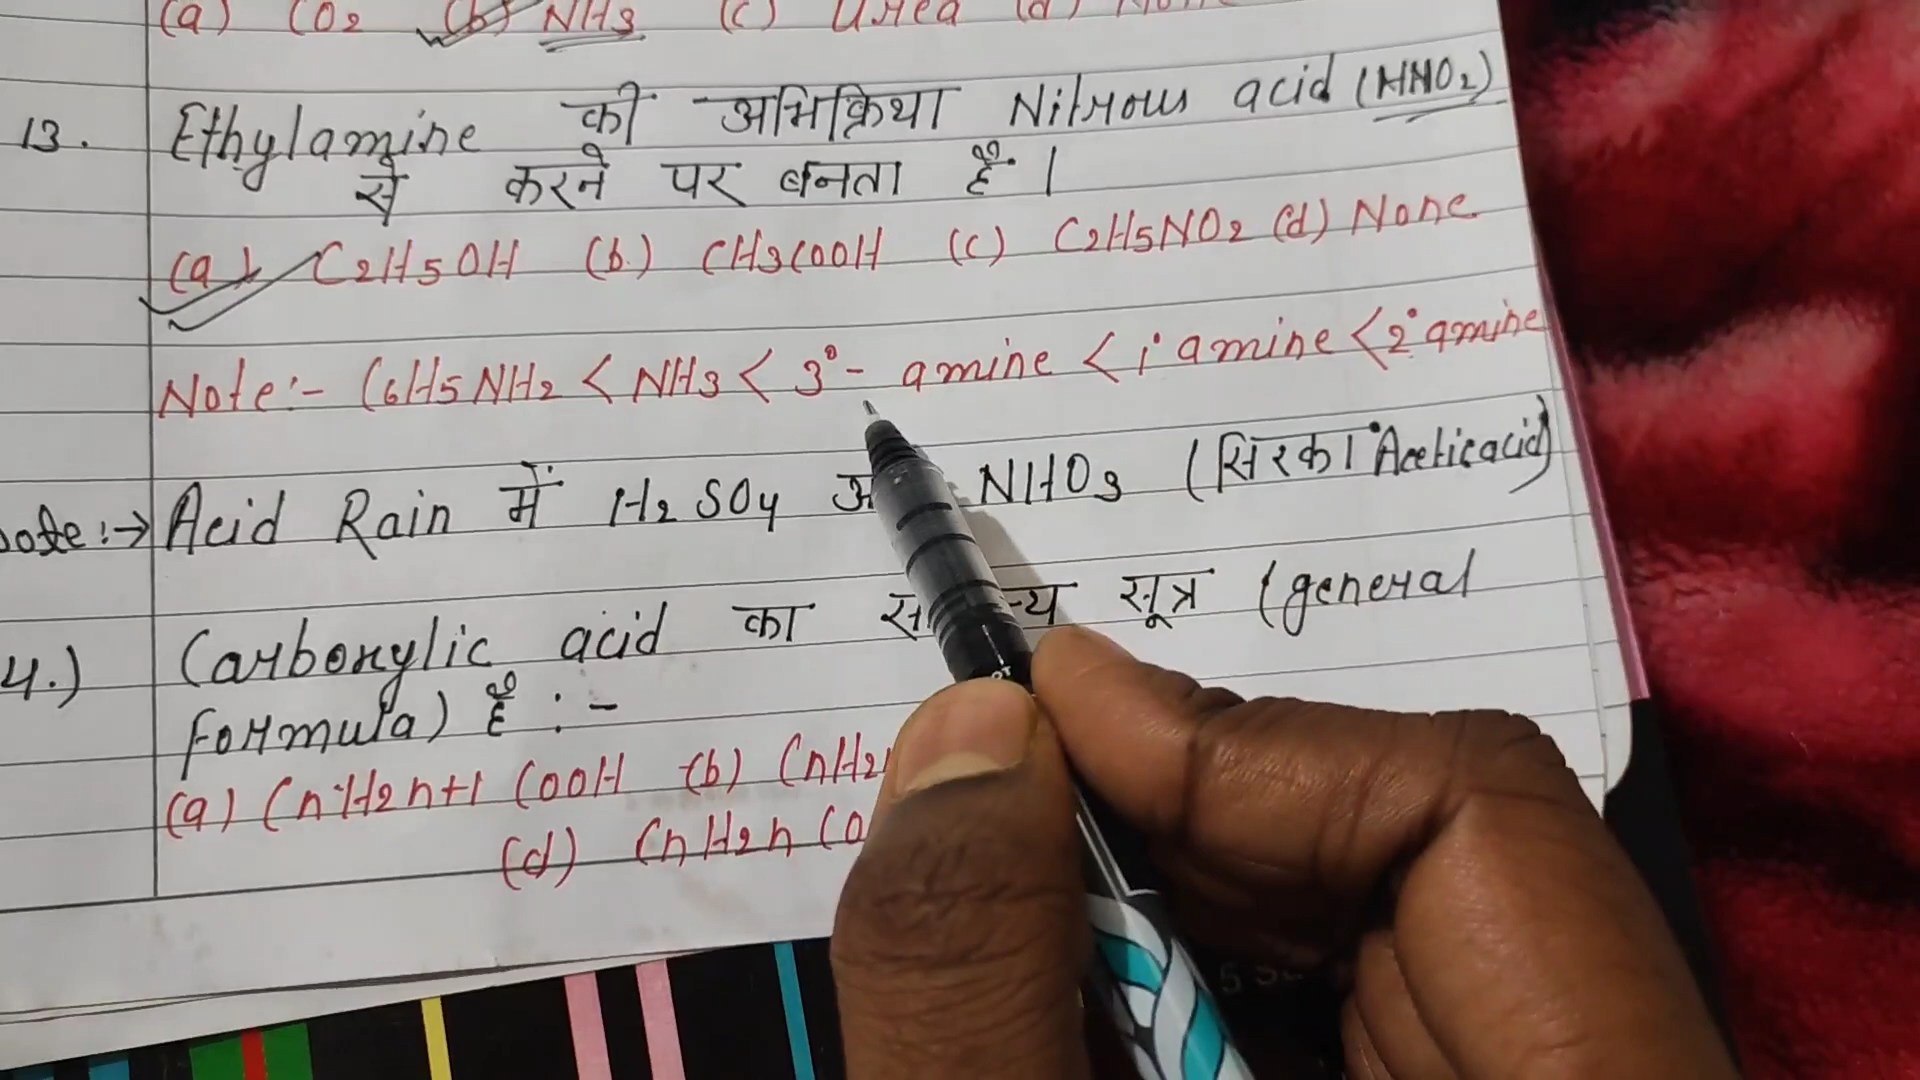 (a) CO2 (b) NH3 (c) Urea (d) None
13. Ethylamine की अभिक्रिया Nitrous acid (HNO2)
से करने पर बनता है ।
(a) C2H5OH (b.) CH3COOH (c) C2H5NO2 (d) None
Note:- C6H5NH2 < NH3 < 3°- amine < 1° amine < 2° amine
Note :→ Acid Rain में H2SO4 NHO3 (सिरका Aceticacid)
4.) Carboxylic acid का सूत्र (general
formula) है :-
(a) CnH2n+1 COOH (b)
(d) CnH2n